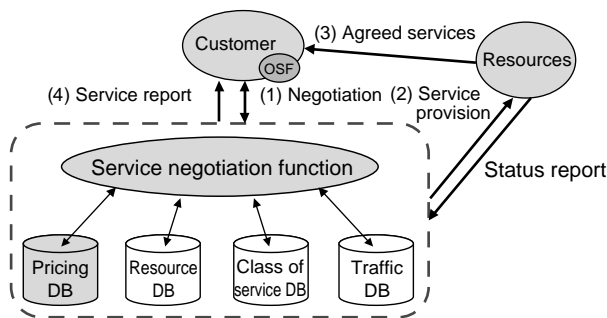 Customer
OSF
(3) Agreed services
Resources
(4) Service report
(1) Negotiation
(2) Service
provision
Service negotiation function
Status report
Pricing
DB
Resource
DB
Class of
service DB
Traffic
DB